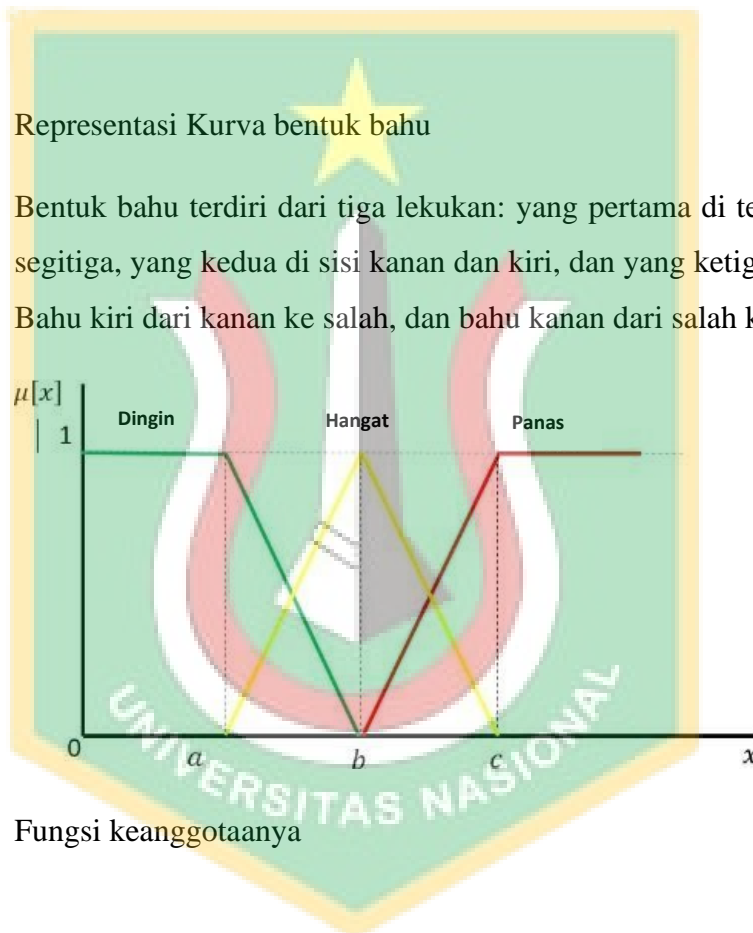 Representasi Kurva bentuk bahu
Bentuk bahu terdiri dari tiga lekukan: yang pertama di
segitiga, yang kedua di sisi kanan dan kiri, dan yang
Bahu kiri dari kanan ke salah, dan bahu kanan dari salah
μ[x]
1
Dingin Hangat Panas
0 a b c x
UNIVERSITAS NASIONAL
Fungsi keanggotaanya